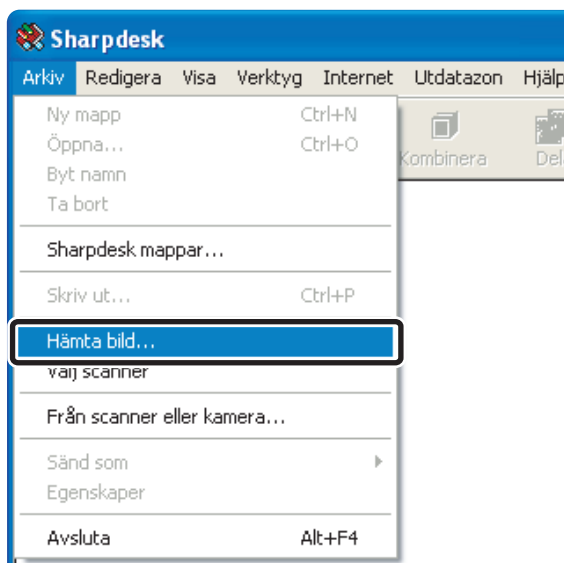 Sharpdesk
Arkiv Redigera Visa Verktyg Internet Utdatazon Hjälp
Ny mapp Ctrl+N
Öppna... Ctrl+O
Byt namn
Ta bort
Kombinera Del
Sharpdesk mappar...
Skriv ut... Ctrl+P
Hämta bild...
Välj scanner
Från scanner eller kamera...
Sänd som
Egenskaper
Avsluta Alt+F4